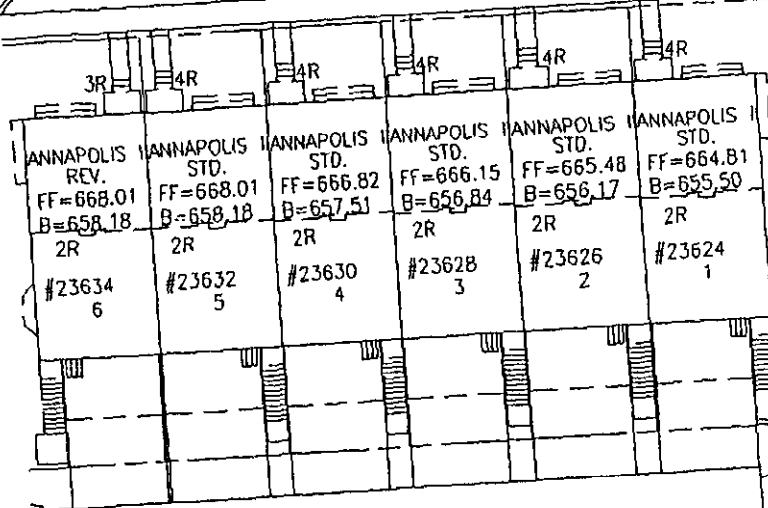 3R
4R
4R
4R
4R
4R
ANNAPOLIS I
REV.
FF=668.01
B=658.18
2R
#23634
6
ANNAPOLIS I
STD.
FF=668.01
B=658.18
2R
#23632
5
ANNAPOLIS I
STD.
FF=666.82
B=657.51
2R
#23630
4
ANNAPOLIS I
STD.
FF=666.15
B=656.84
2R
#23628
3
ANNAPOLIS I
STD.
FF=665.48
B=656.17
2R
#23626
2
ANNAPOLIS I
STD.
FF=664.81
B=655.50
2R
#23624
1